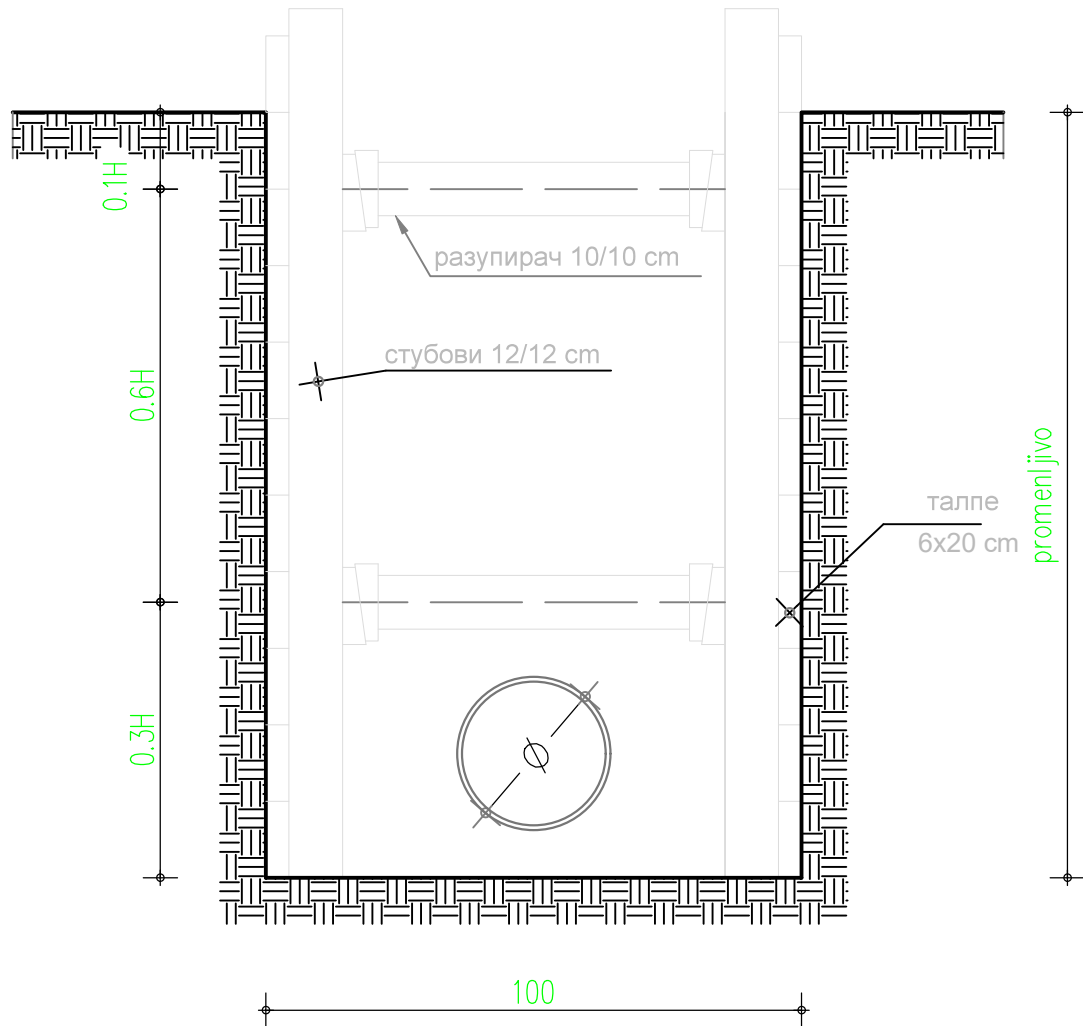 0.1H
разупирач 10/10 cm
стубови 12/12 cm
0.6H
promenljivo
талпе
6x20 cm
0.3H
100